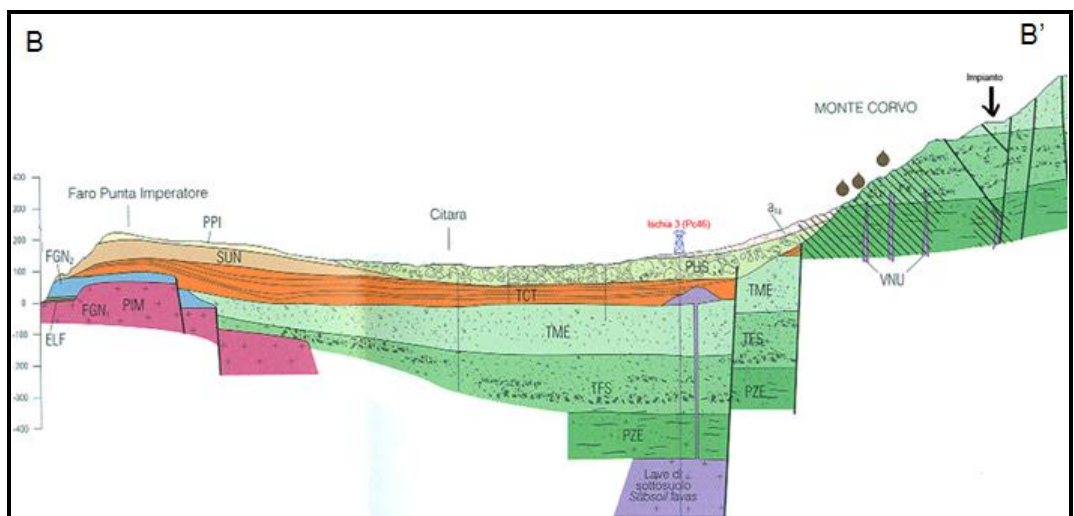 B
B'
Impianto
MONTE CORVO
400
300
200
100
0
-100
-200
-300
-400
Faro Punta Imperatore
PPI
Citara
Ischia 3 (Pc46)
FGN₂
SUN
PUS
VNU
TCT
PIM
FGN₁
ELF
TME
TME
TFS
TFS
PZE
PZE
Lave di
sottosuolo
Subsoil lavas